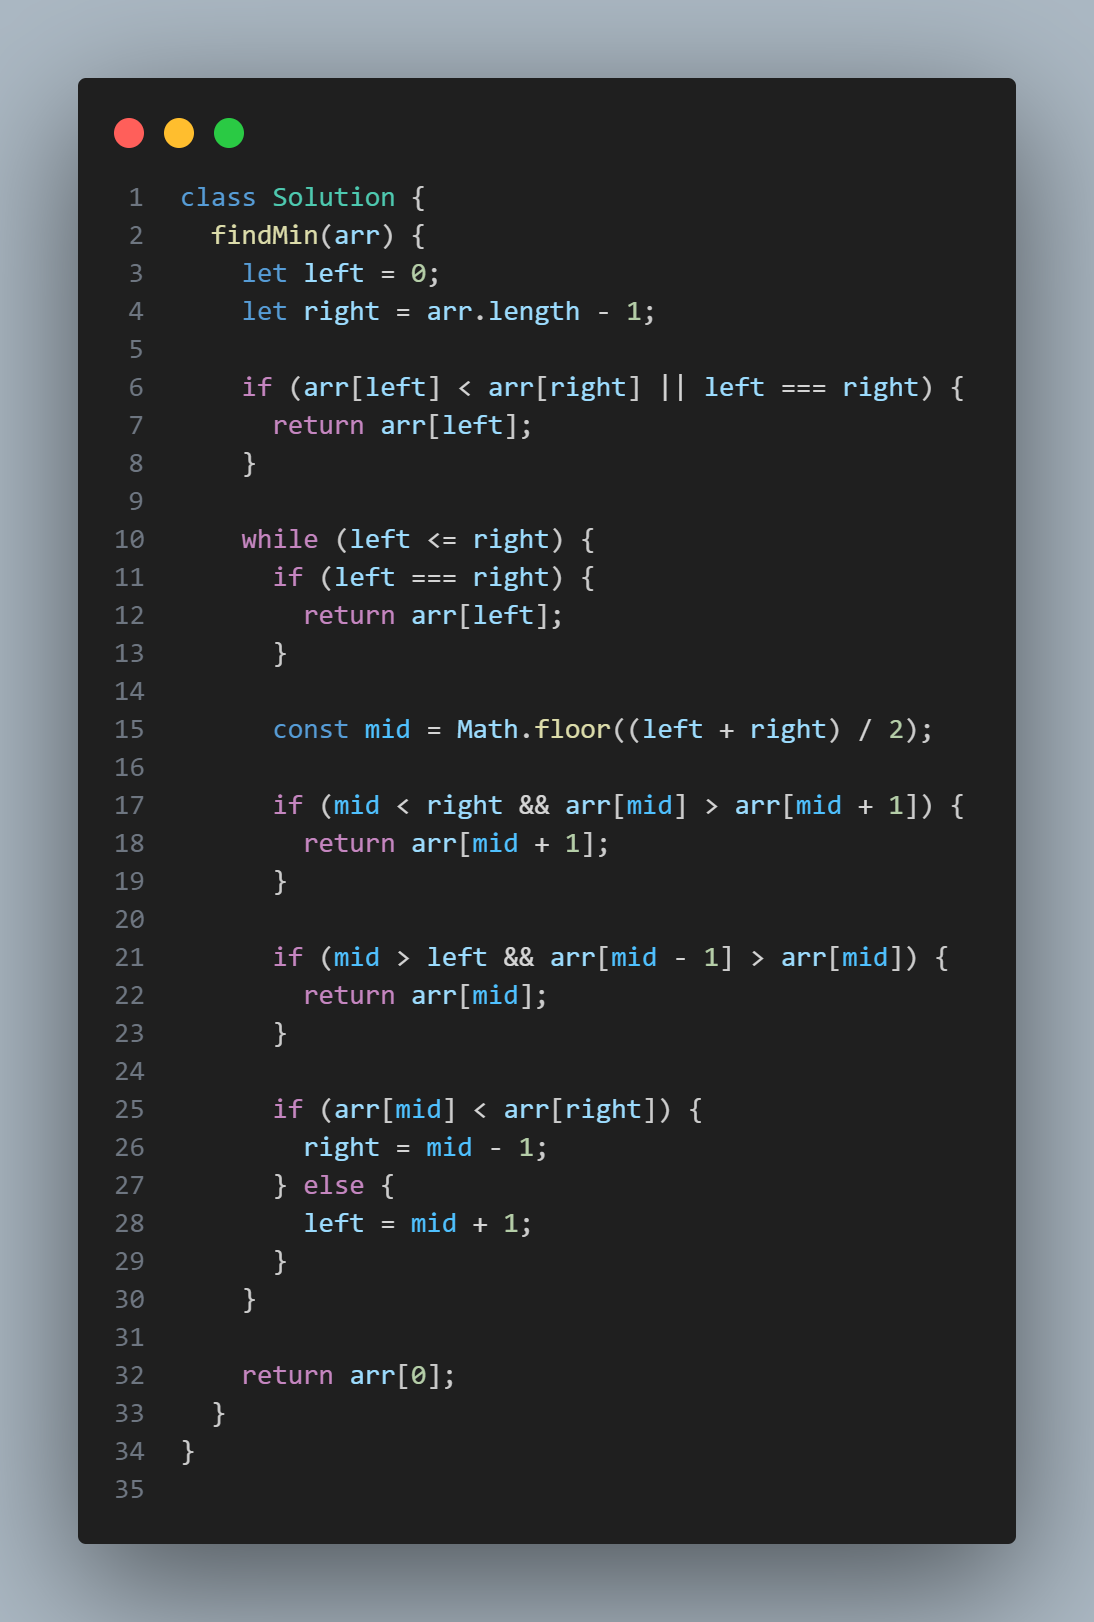 1 class Solution {
2 findMin(arr) {
3 let left = 0;
4 let right = arr.length - 1;
5
6 if (arr[left] < arr[right] || left === right) {
7 return arr[left];
8 }
9
10 while (left <= right) {
11 if (left === right) {
12 return arr[left];
13 }
14
15 const mid = Math.floor((left + right) / 2);
16
17 if (mid < right && arr[mid] > arr[mid + 1]) {
18 return arr[mid + 1];
19 }
20
21 if (mid > left && arr[mid - 1] > arr[mid]) {
22 return arr[mid];
23 }
24
25 if (arr[mid] < arr[right]) {
26 right = mid - 1;
27 } else {
28 left = mid + 1;
29 }
30 }
31
32 return arr[0];
33 }
34 }
35